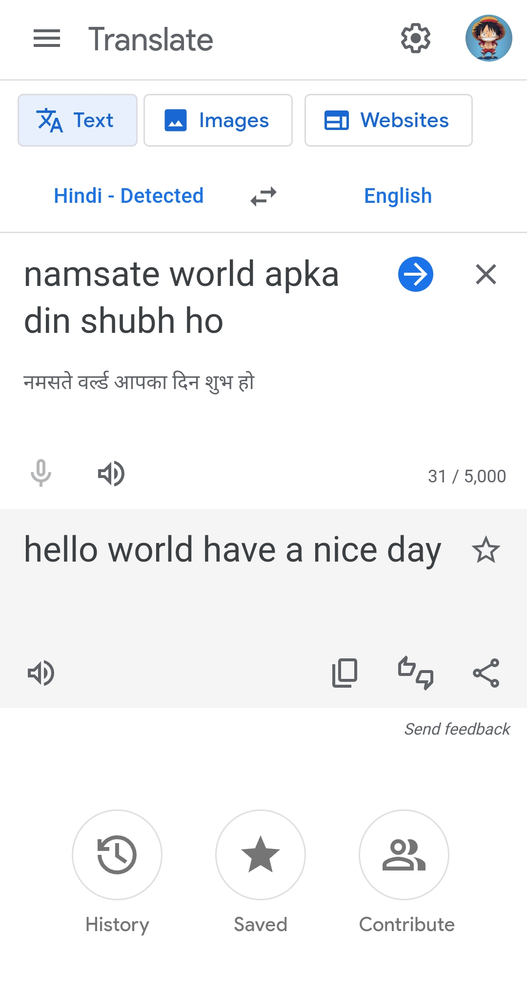 Translate
Text
Images
Websites
Hindi - Detected
English
namsate world apka
din shubh ho
नमसते वर्ल्ड आपका दिन शुभ हो
31 / 5,000
hello world have a nice day
Send feedback
History
Saved
Contribute